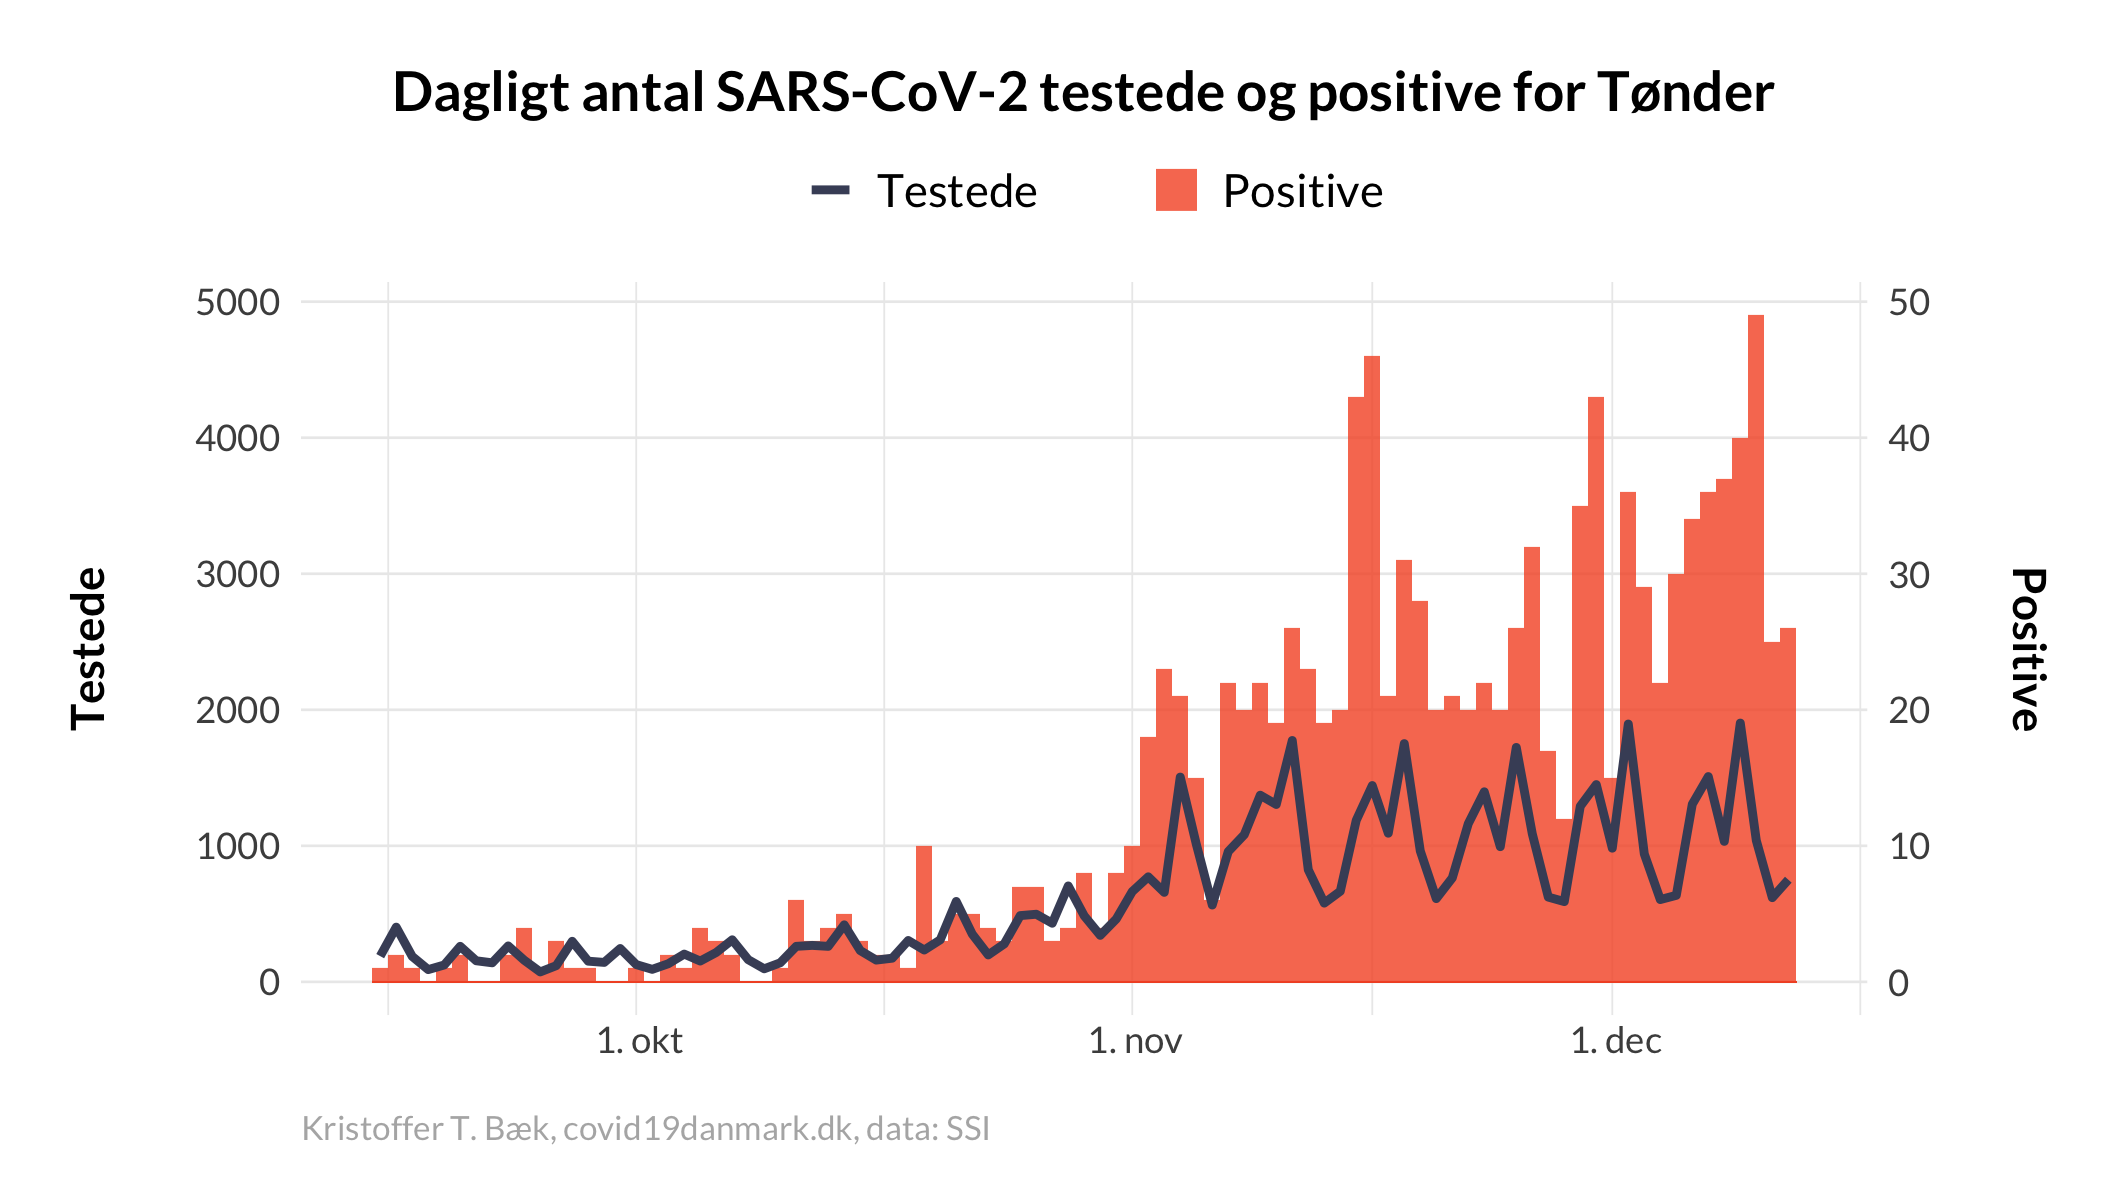 Dagligt antal SARS-CoV-2 testede og positive for Tønder
Testede
Positive
5000
4000
3000
2000
1000
0
Testede
50
40
30
20
10
0
Positive
1. okt
1. nov
1. dec
Kristoffer T. Bæk, covid19danmark.dk, data: SSI